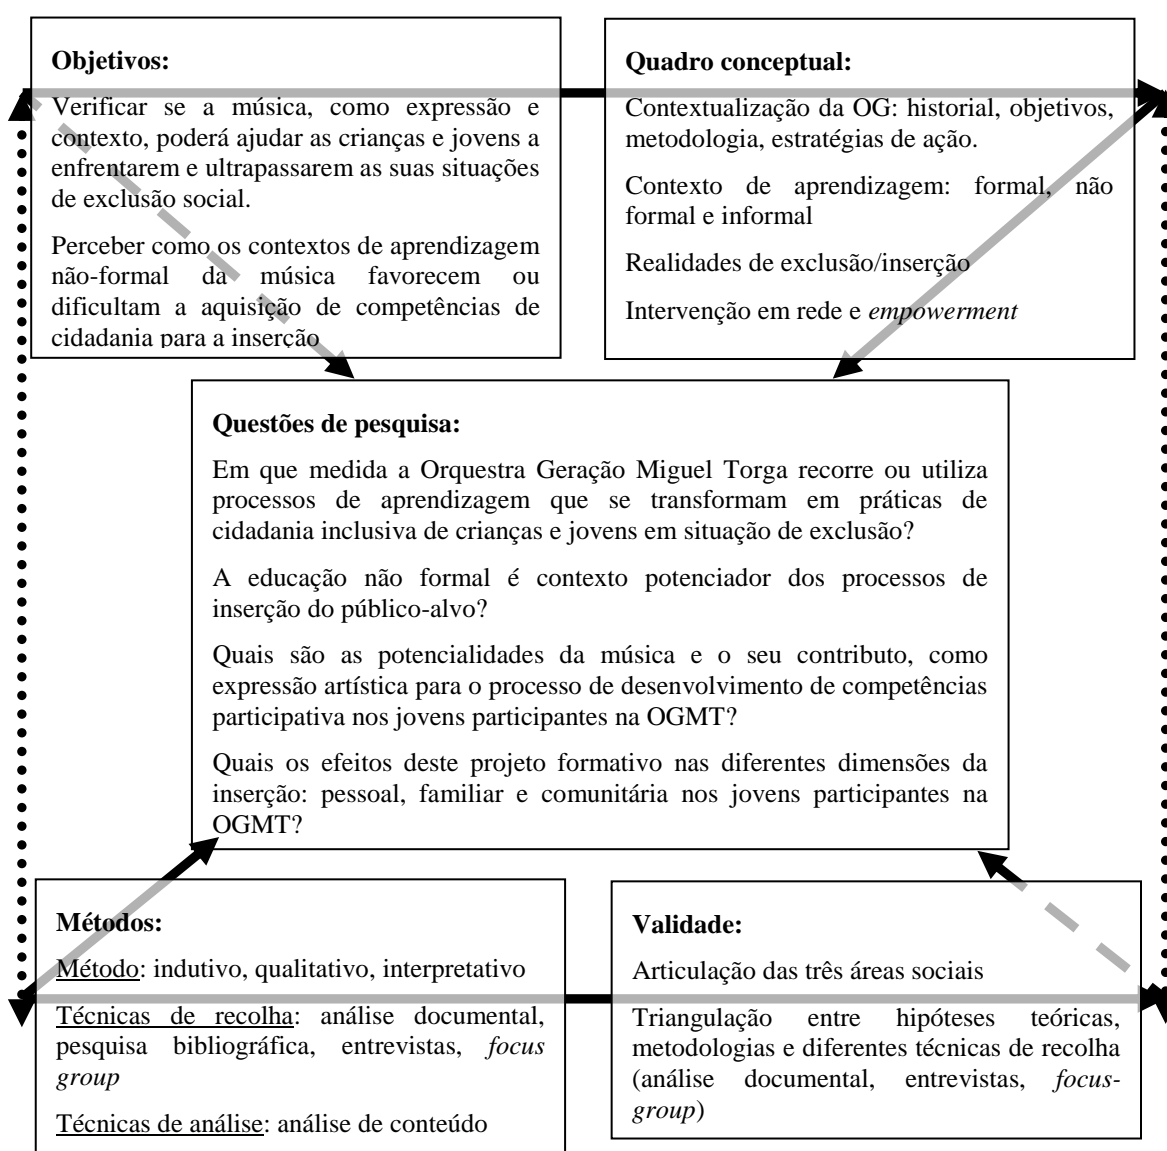 Objetivos:
Verificar se a música, como expressão e
contexto, poderá ajudar as crianças e jovens a
enfrentarem e ultrapassarem as suas situações
de exclusão social.
Perceber como os contextos de aprendizagem
não-formal da música favorecem ou
dificultam a aquisição de competências de
cidadania para a inserção
Quadro conceptual:
Contextualização da OG: historial, objetivos,
metodologia, estratégias de ação.
Contexto de aprendizagem: formal, não
formal e informal
Realidades de exclusão/inserção
Intervenção em rede e empowerment
Questões de pesquisa:
Em que medida a Orquestra Geração Miguel Torga recorre ou utiliza
processos de aprendizagem que se transformam em práticas de
cidadania inclusiva de crianças e jovens em situação de exclusão?
A educação não formal é contexto potenciador dos processos de
inserção do público-alvo?
Quais são as potencialidades da música e o seu contributo, como
expressão artística para o processo de desenvolvimento de competências
participativa nos jovens participantes na OGMT?
Quais os efeitos deste projeto formativo nas diferentes dimensões da
inserção: pessoal, familiar e comunitária nos jovens participantes na
OGMT?
Métodos:
Método: indutivo, qualitativo, interpretativo
Técnicas de recolha: análise documental,
pesquisa bibliográfica, entrevistas, focus
group
Técnicas de análise: análise de conteúdo
Validade:
Articulação das três áreas sociais
Triangulação entre hipóteses teóricas,
metodologias e diferentes técnicas de recolha
(análise documental, entrevistas, focus-
group)